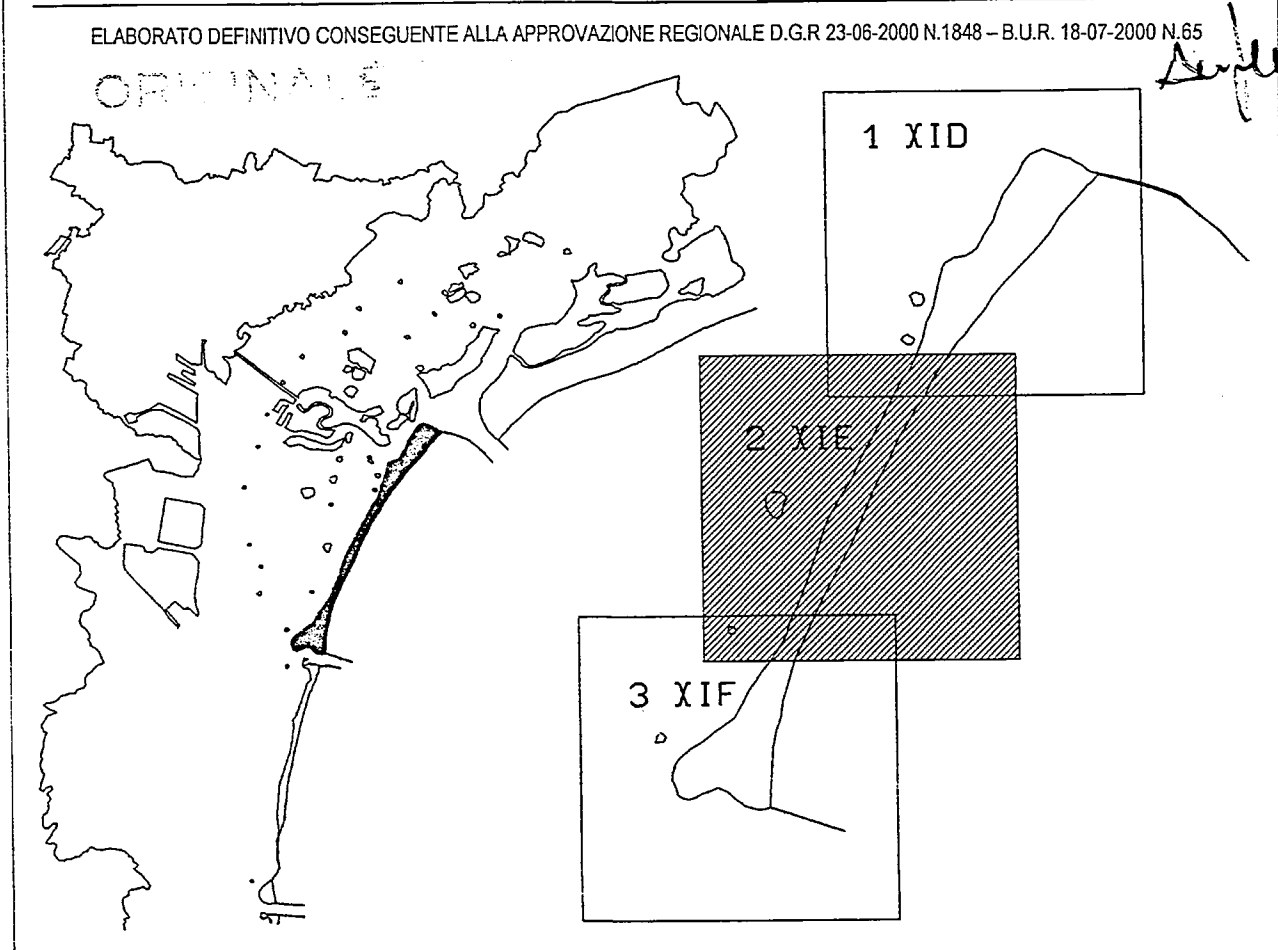 ELABORATO DEFINITIVO CONSEGUENTE ALLA APPROVAZIONE REGIONALE D.G.R 23-06-2000 N.1848 – B.U.R. 18-07-2000 N.65
ORIGINALE
1 XID
2 XIE
3 XIF